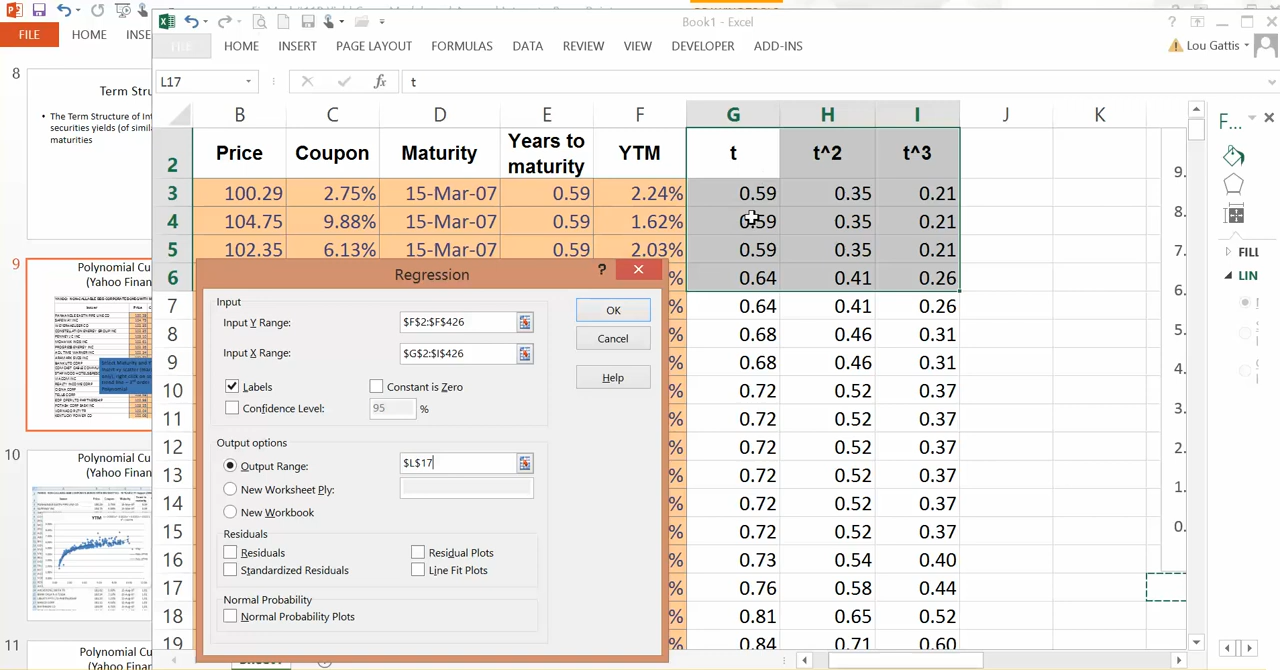 Book1 - Excel
FILE HOME INSE
FILE HOME INSERT PAGE LAYOUT FORMULAS DATA REVIEW VIEW DEVELOPER ADD-INS
Lou Gattis
L17 fx t
8
Term Stru
• The Term Structure of Int
securities yields (of simila
maturities
9
Polynomial Cu
(Yahoo Finan
10
Polynomial Cu
(Yahoo Finan
YTM
11
Polynomial Cu
B C D E F G H I J K
2 Price Coupon Maturity Years to maturity YTM t t^2 t^3
3 100.29 2.75% 15-Mar-07 0.59 2.24% 0.59 0.35 0.21
4 104.75 9.88% 15-Mar-07 0.59 1.62% 0.59 0.35 0.21
5 102.35 6.13% 15-Mar-07 0.59 2.03% 0.59 0.35 0.21
6 % 0.64 0.41 0.26
7 % 0.64 0.41 0.26
8 % 0.68 0.46 0.31
9 % 0.68 0.46 0.31
10 % 0.72 0.52 0.37
11 % 0.72 0.52 0.37
12 % 0.72 0.52 0.37
13 % 0.72 0.52 0.37
14 % 0.72 0.52 0.37
15 % 0.72 0.52 0.37
16 % 0.73 0.54 0.40
17 % 0.76 0.58 0.44
18 % 0.81 0.65 0.52
19 % 0.84 0.71 0.60
Regression
Input
Input Y Range: $F$2:$F$426
Input X Range: $G$2:$I$426
Labels
Constant is Zero
Confidence Level: 95 %
OK
Cancel
Help
Output options
Output Range: $L$17
New Worksheet Ply:
New Workbook
Residuals
Residuals
Residual Plots
Standardized Residuals
Line Fit Plots
Normal Probability
Normal Probability Plots
9.
8.
7.
6.
5.
4.
3.
2.
1.
0.
F...
FILL
LIN